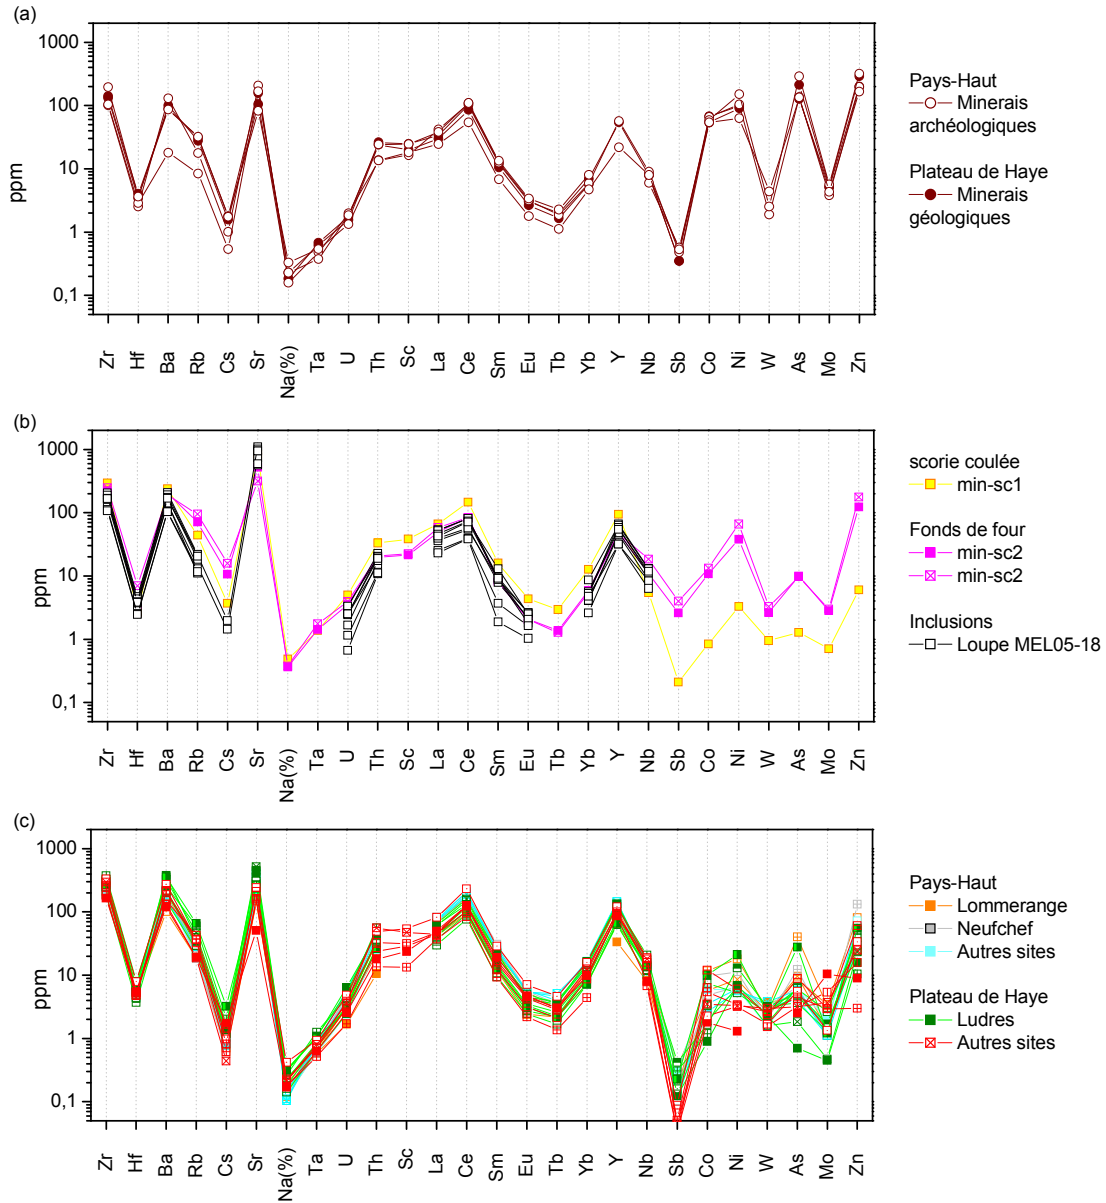 (a)
1000
100
10
1
0,1
ppm
Zr Hf Ba Rb Cs Sr Na(%) Ta U Th Sc La Ce Sm Eu Tb Yb Y Nb Sb Co Ni W As Mo Zn
Pays-Haut
Minerais
archéologiques
Plateau de Haye
Minerais
géologiques
(b)
1000
100
10
1
0,1
ppm
Zr Hf Ba Rb Cs Sr Na(%) Ta U Th Sc La Ce Sm Eu Tb Yb Y Nb Sb Co Ni W As Mo Zn
scorie coulée
min-sc1
Fonds de four
min-sc2
min-sc2
Inclusions
Loupe MEL05-18
(c)
1000
100
10
1
0,1
ppm
Zr Hf Ba Rb Cs Sr Na(%) Ta U Th Sc La Ce Sm Eu Tb Yb Y Nb Sb Co Ni W As Mo Zn
Pays-Haut
Lommerange
Neufchef
Autres sites
Plateau de Haye
Ludres
Autres sites